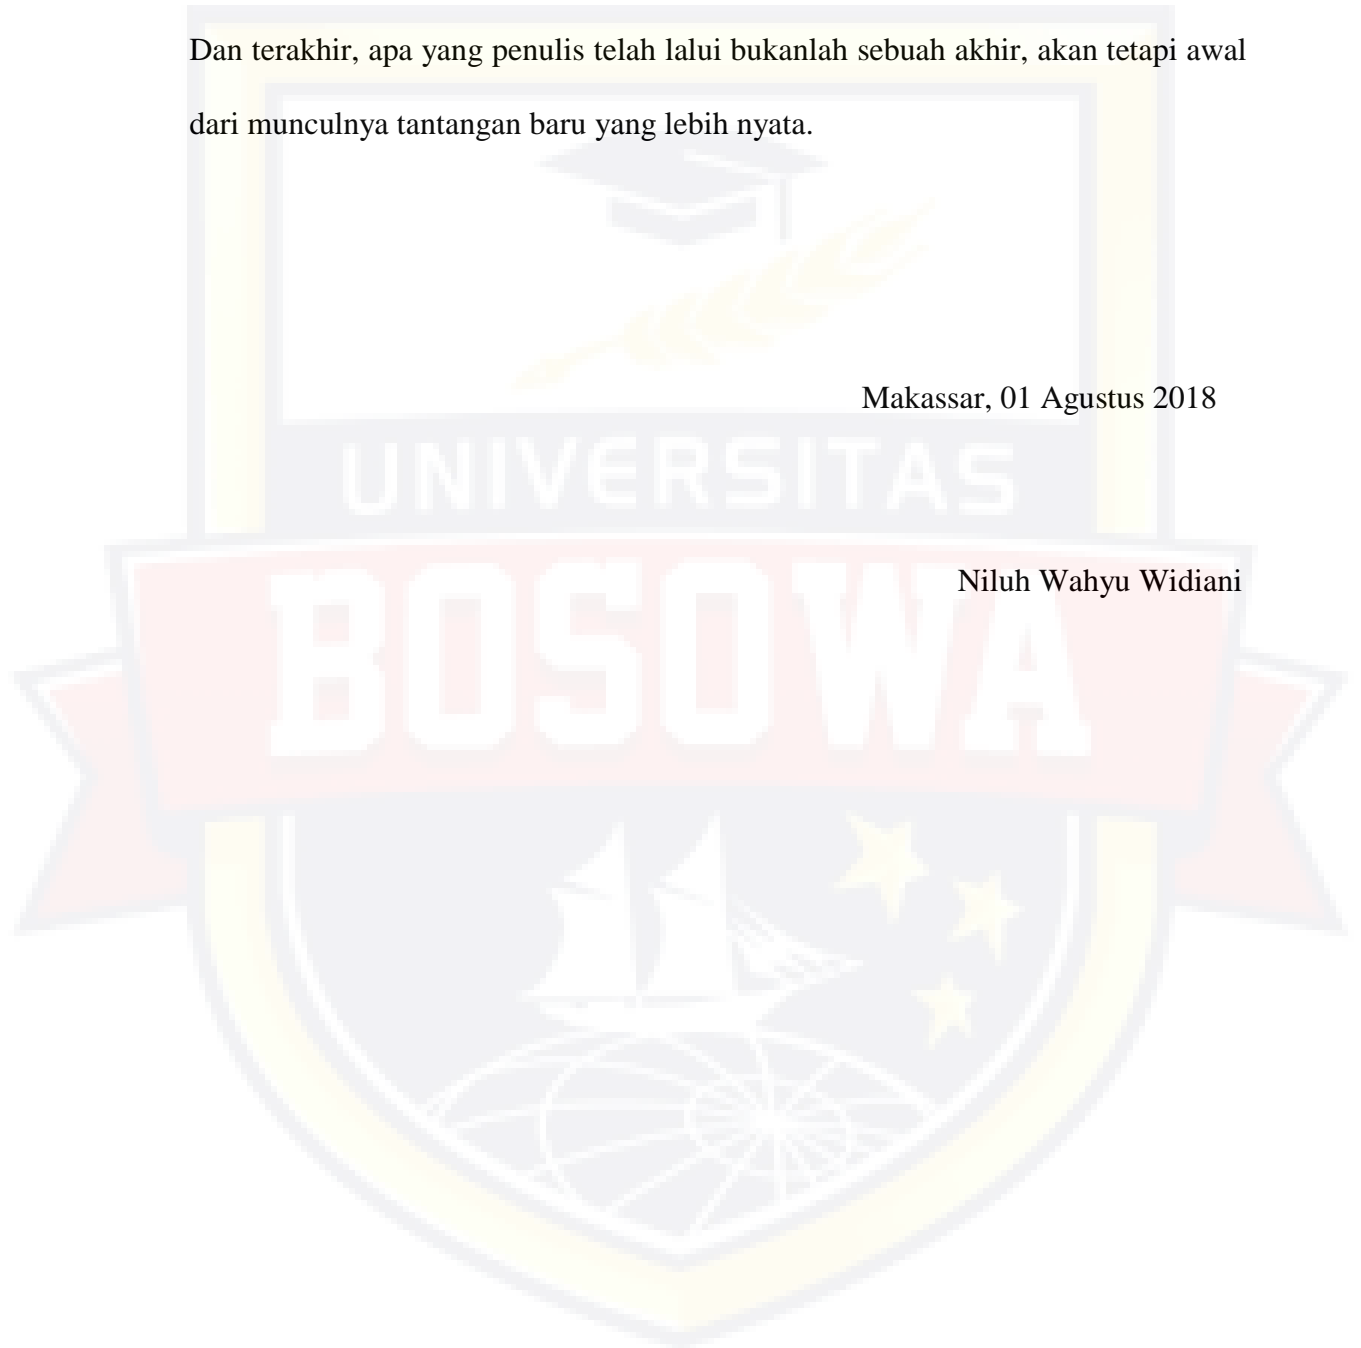 Dan terakhir, apa yang penulis telah lalui bukanlah sebuah akhir, akan tetapi awal
dari munculnya tantangan baru yang lebih nyata.
Makassar, 01 Agustus 2018
UNIVERSITAS
Niluh Wahyu Widiani
BOSOWA